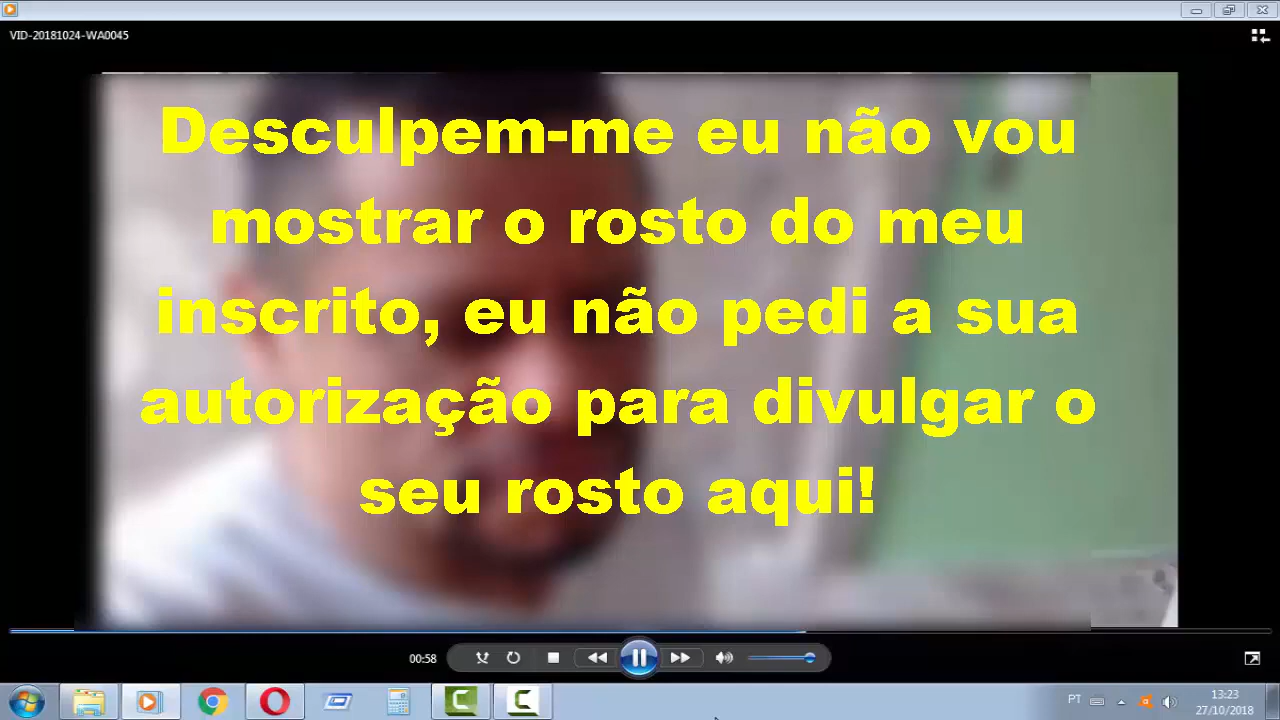 VID-20181024-WA0045
Desculpem-me eu não vou
mostrar o rosto do meu
inscrito, eu não pedi a sua
autorização para divulgar o
seu rosto aqui!
00:58
PT
13:23
27/10/2018